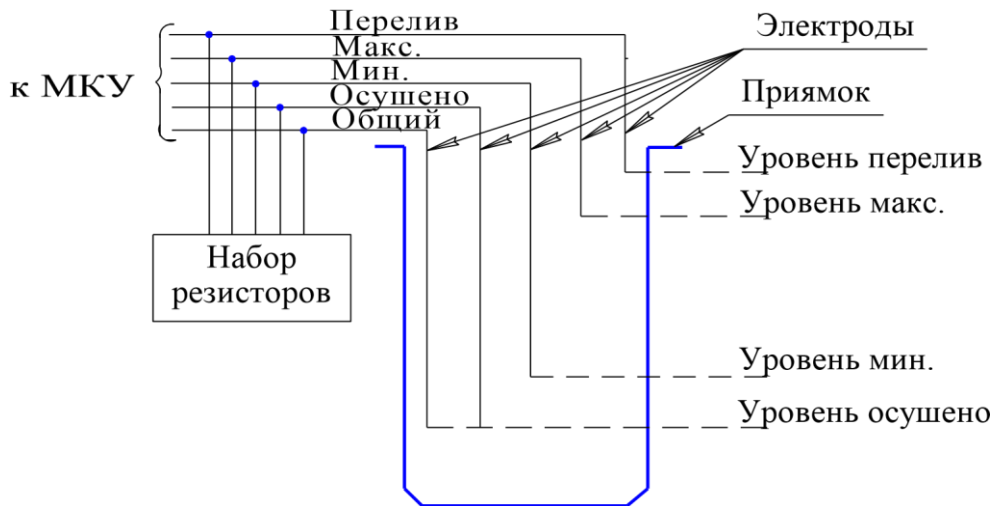 Перелив
Макс.
Мин.
Осушено
Общий
к МКУ
Набор
резисторов
Электроды
Приямок
Уровень перелив
Уровень макс.
Уровень мин.
Уровень осушено